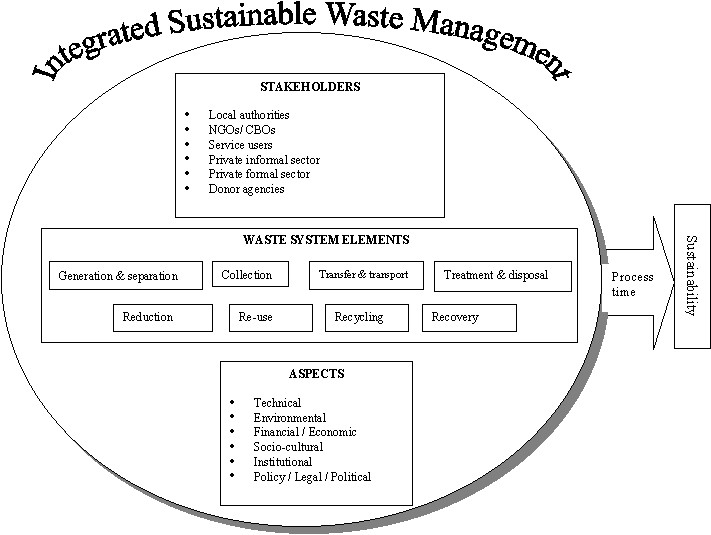 Integrated Sustainable Waste Management
STAKEHOLDERS
• Local authorities
• NGOs/ CBOs
• Service users
• Private informal sector
• Private formal sector
• Donor agencies
WASTE SYSTEM ELEMENTS
Generation & separation
Collection
Transfer & transport
Treatment & disposal
Reduction
Re-use
Recycling
Recovery
ASPECTS
• Technical
• Environmental
• Financial / Economic
• Socio-cultural
• Institutional
• Policy / Legal / Political
Process
time
Sustainability